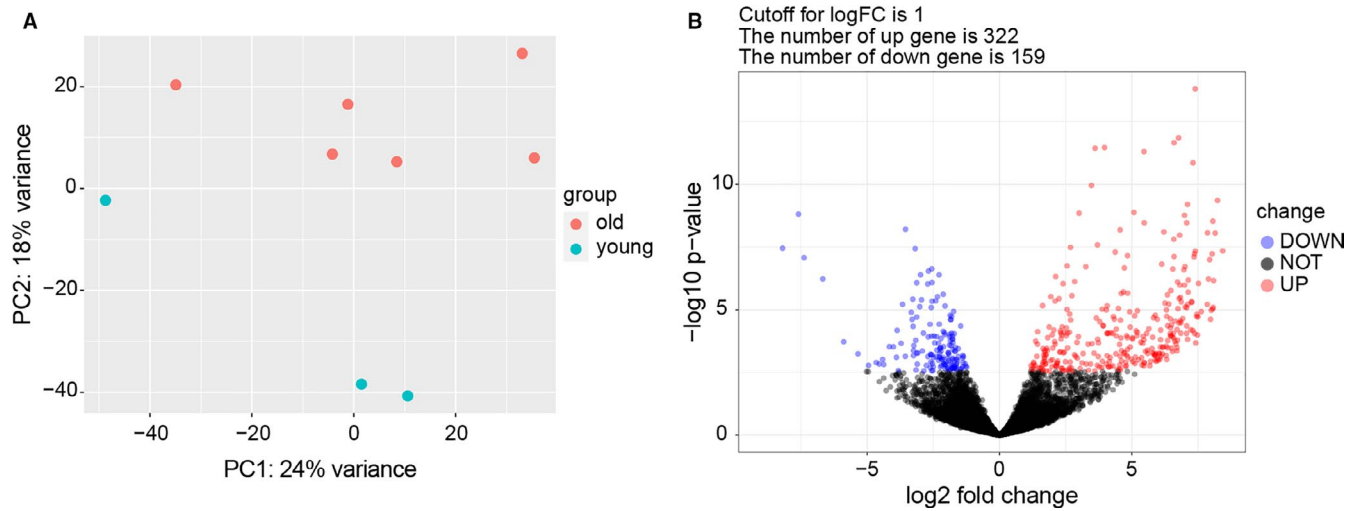 A
20
0
−20
−40
−40
−20
0
20
PC2: 18% variance
PC1: 24% variance
group
old
young
B
Cutoff for logFC is 1
The number of up gene is 322
The number of down gene is 159
10
5
0
−5
0
5
−log10 p−value
log2 fold change
change
DOWN
NOT
UP